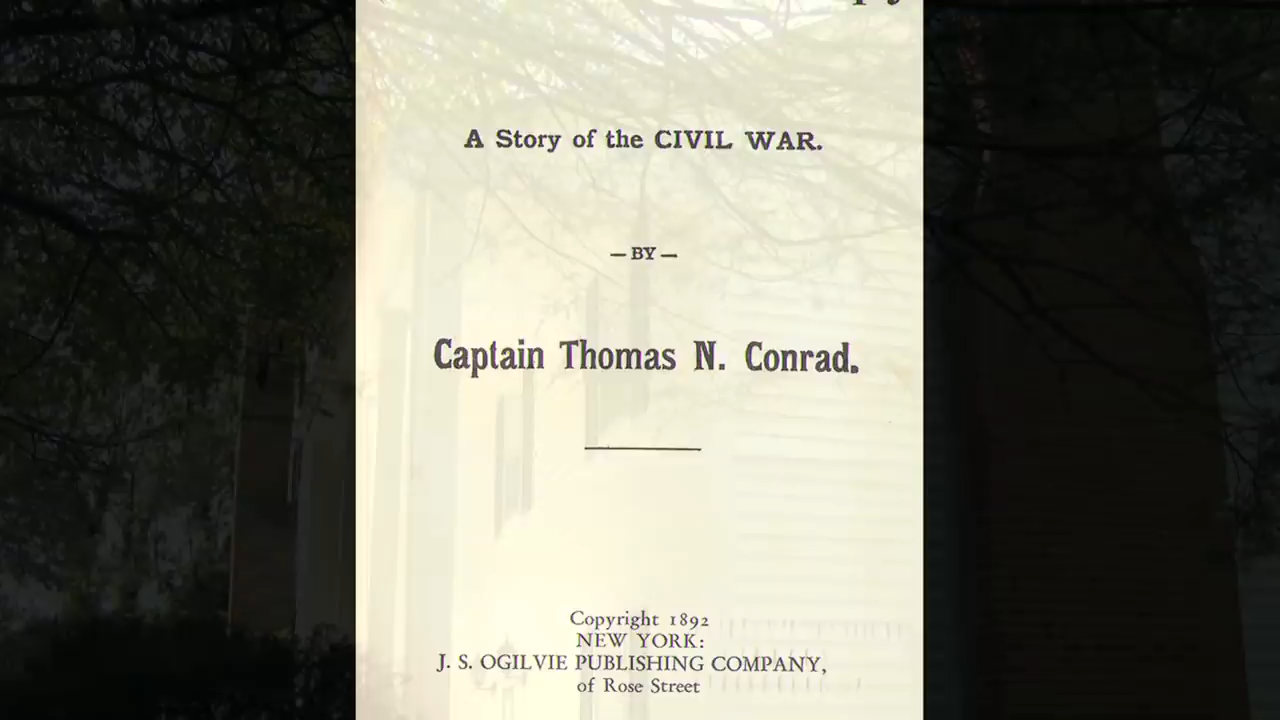 A Story of the CIVIL WAR.
— BY —
Captain Thomas N. Conrad.
Copyright 1892
NEW YORK:
J. S. OGILVIE PUBLISHING COMPANY,
of Rose Street